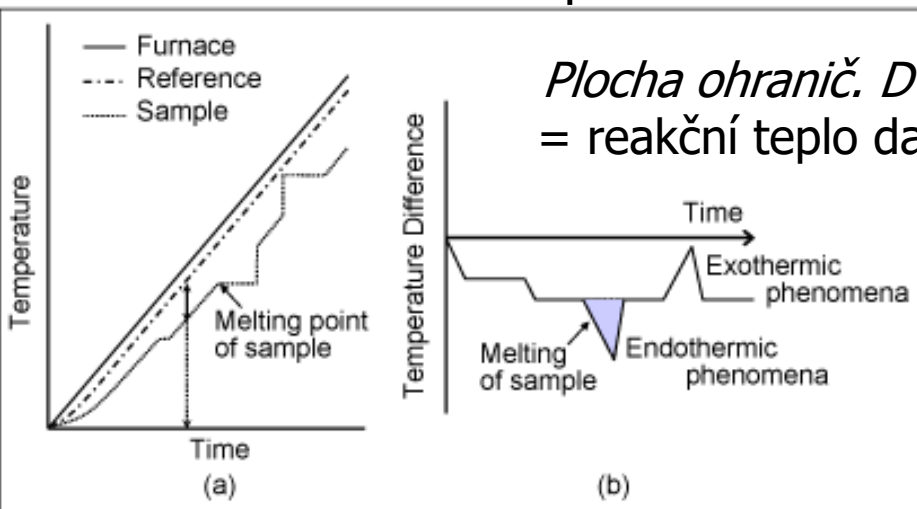 Furnace
Reference
Sample
Temperature
Melting point
of sample
Time
(a)
Plocha ohranič.
= reakční teplo
Temperature Difference
Time
Exothermic
phenomena
Melting
of sample
Endothermic
phenomena
(b)